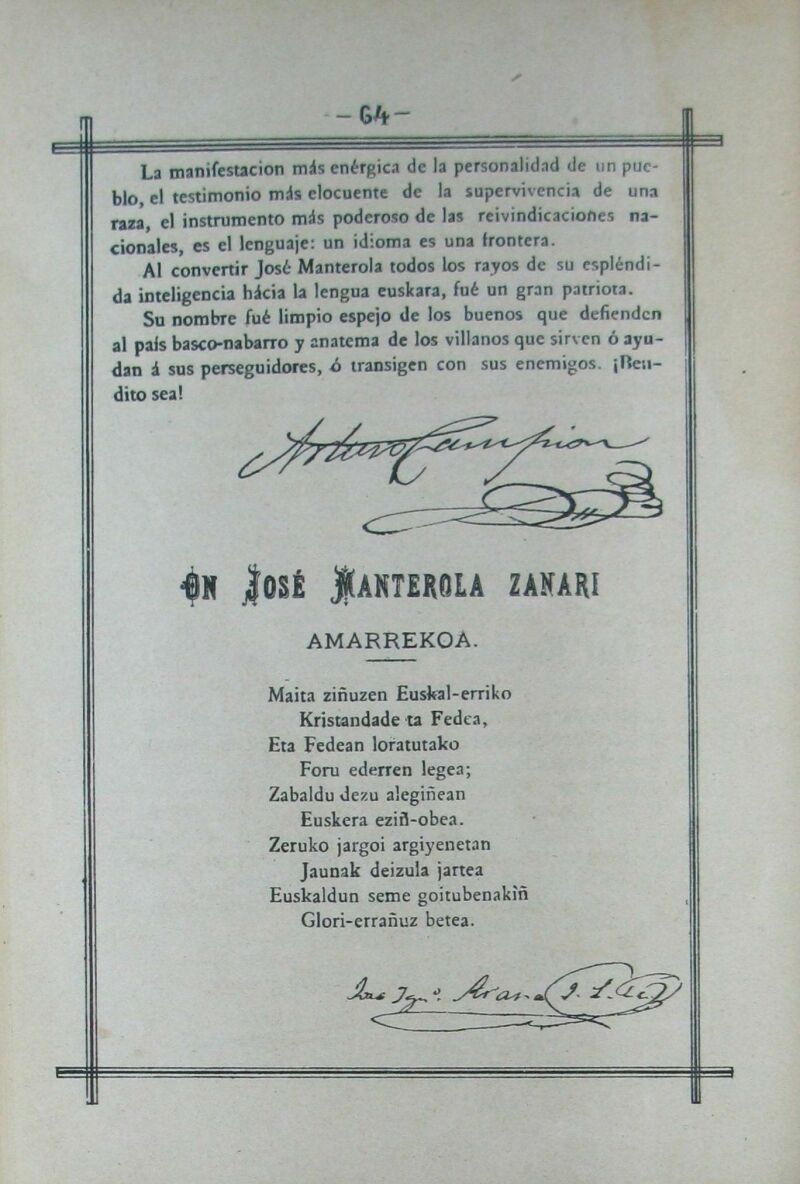 — 64 —
La manifestacion más enérgica de la personalidad de un pue-
blo, el testimonio más elocuente de la supervivencia de una
raza, el instrumento más poderoso de las reivindicaciones na-
cionales, es el lenguaje: un idioma es una frontera.
Al convertir José Manterola todos los rayos de su espléndi-
da inteligencia hácia la lengua euskara, fué un gran patriota.
Su nombre fué limpio espejo de los buenos que defienden
al país basco-nabarro y anatema de los villanos que sirven ó ayu-
dan á sus perseguidores, ó transigen con sus enemigos. ¡Ben-
dito sea!
Arturo Campion
ON JOSÉ MANTEROLA ZANARI
AMARREKOA.
Maita ziñuzen Euskal-erriko
Kristandade ta Fedea,
Eta Fedean loratutako
Foru ederren legea;
Zabaldu dezu alegiñean
Euskera eziñ-obea.
Zeruko jargoi argiyenetan
Jaunak deizula jartea
Euskaldun seme goitubenakiñ
Glori-errañuz betea.
Jose Ign.º Arana